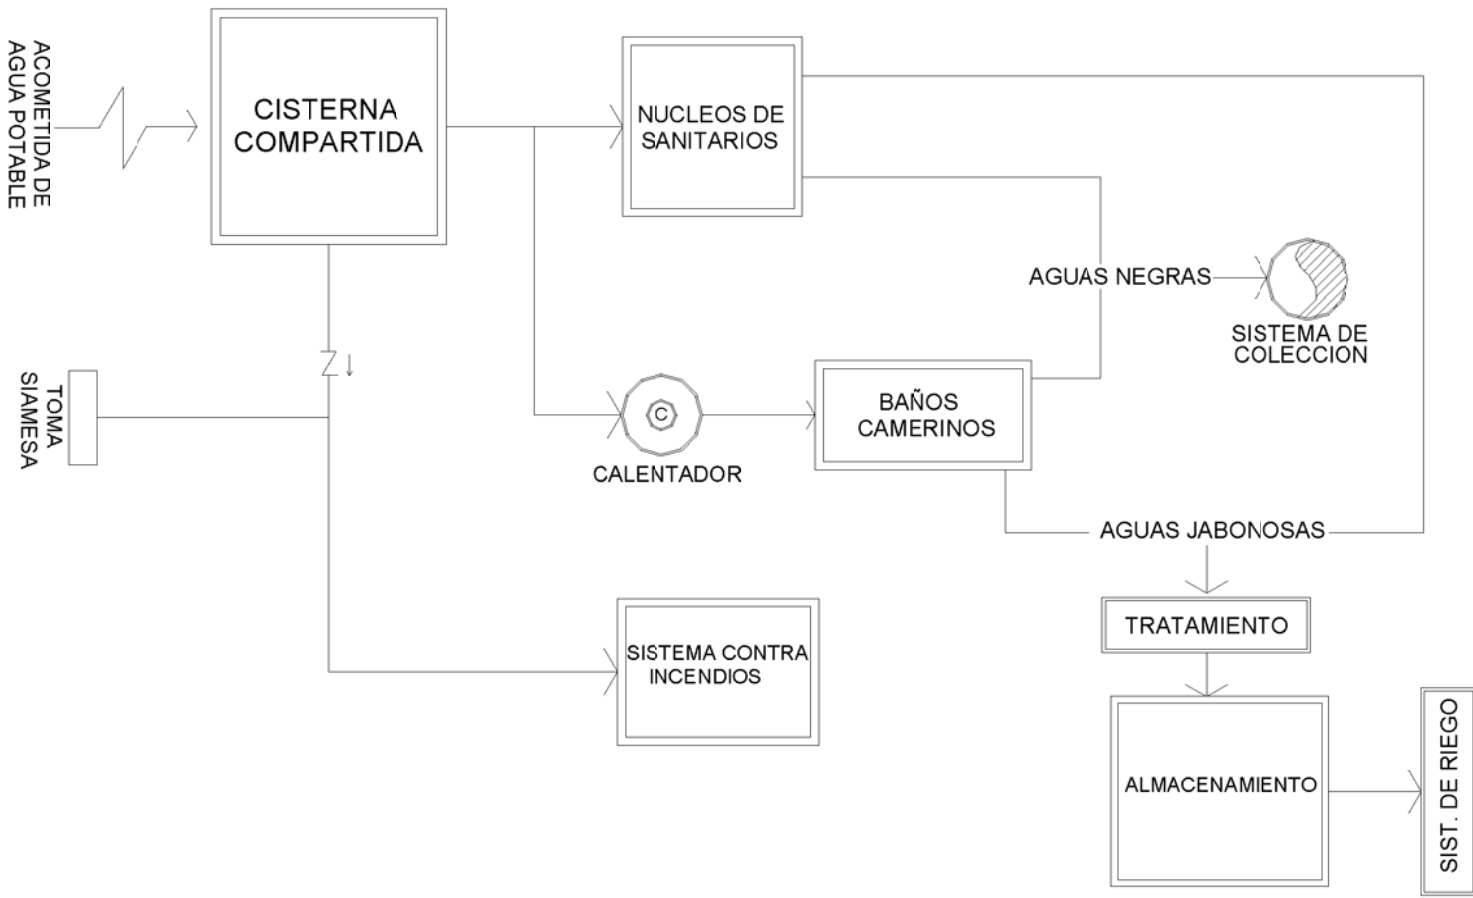 ACOMETIDA DE
AGUA POTABLE
CISTERNA
COMPARTIDA
NUCLEOS DE
SANITARIOS
AGUAS NEGRAS
SISTEMA DE
COLECCION
TOMA
SIAMESA
C
CALENTADOR
BAÑOS
CAMERINOS
AGUAS JABONOSAS
TRATAMIENTO
SISTEMA CONTRA
INCENDIOS
ALMACENAMIENTO
SIST. DE RIEGO